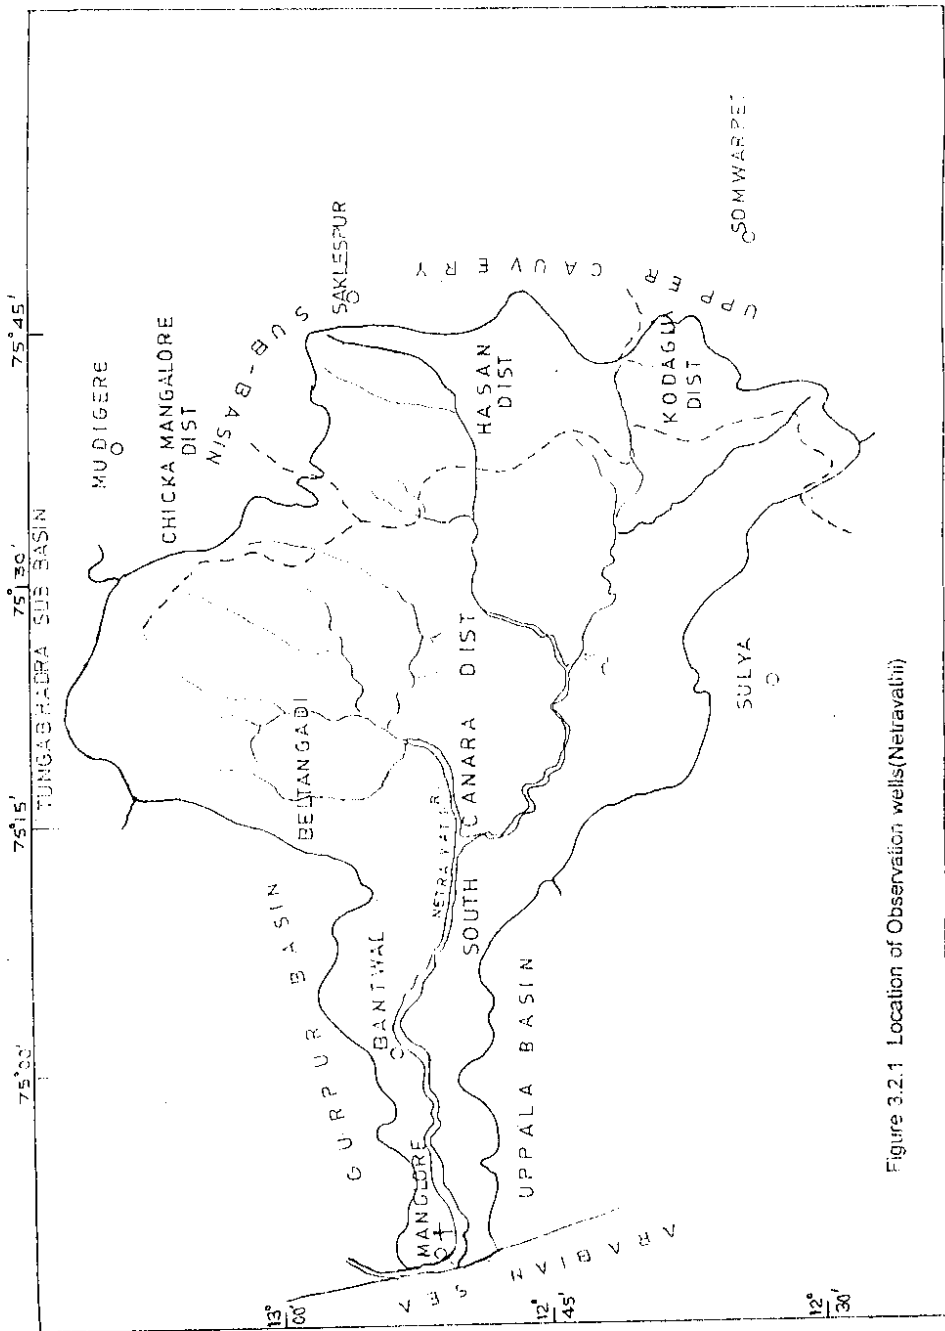 75° 00'
75° 15'
75° 30'
75° 45'
TUNGABHADRA SUB BASIN
MUDIGERE
CHICKA MANGALORE
DIST
SUB-BASIN
SAKLESPUR
UPPER CAUVERY
SOMWARPET
HASAN
DIST
KODAGU
DIST
BELTANGADI
GURPUR BASIN
BANTWAL
NETRAVATI R
SOUTH CANARA DIST
MANGLORE
SULYA
UPPALA BASIN
ARABIAN SEA
13° 00'
12° 45'
12° 30'
Figure 3.2.1 Location of Observation wells(Netravathi)